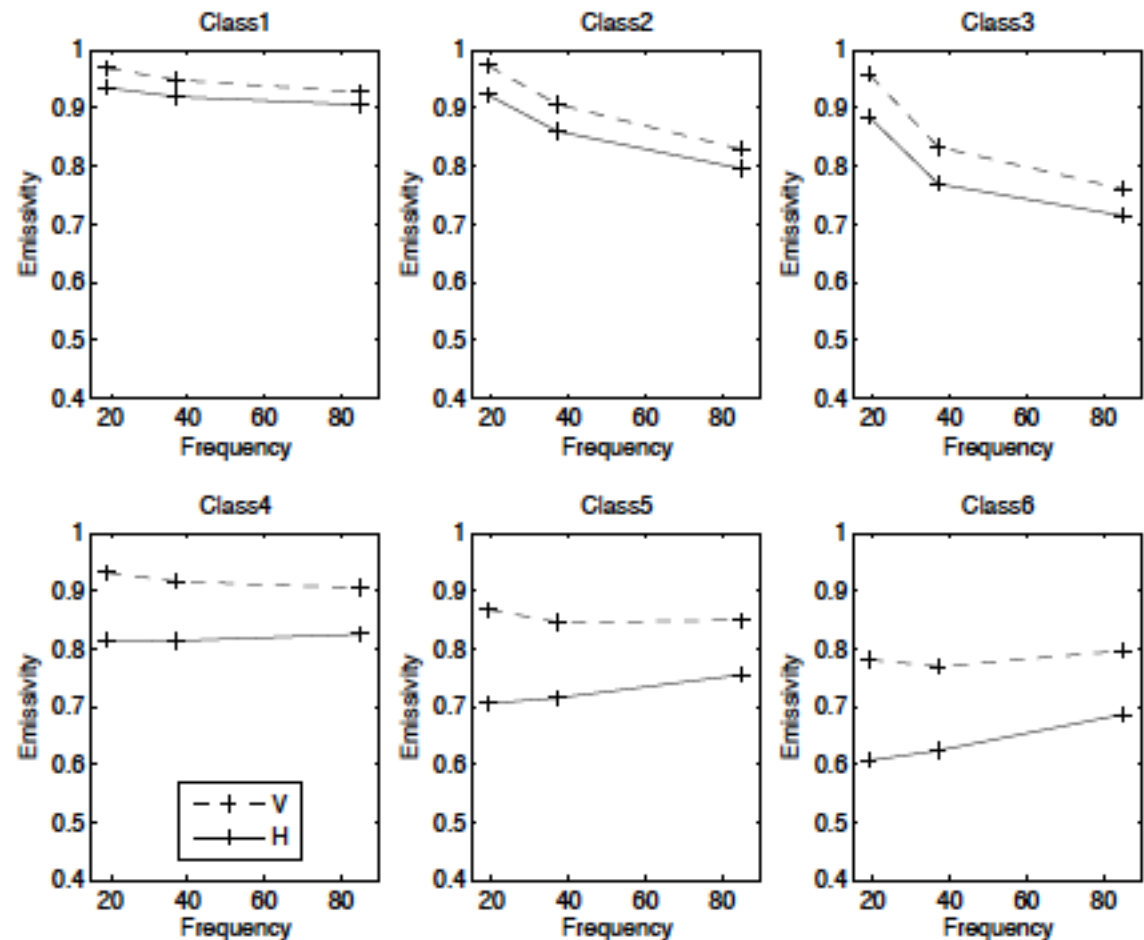 Class1 Class2 Class3
1 1 1
0.9 0.9 0.9
0.8 0.8 0.8
0.7 0.7 0.7
0.6 0.6 0.6
0.5 0.5 0.5
0.4 0.4 0.4
Emissivity Emissivity Emissivity
20 40 60 80 20 40 60 80 20 40 60 80
Frequency Frequency Frequency
Class4 Class5 Class6
1 1 1
0.9 0.9 0.9
0.8 0.8 0.8
0.7 0.7 0.7
0.6 0.6 0.6
0.5 0.5 0.5
0.4 0.4 0.4
Emissivity Emissivity Emissivity
V
H
20 40 60 80 20 40 60 80 20 40 60 80
Frequency Frequency Frequency